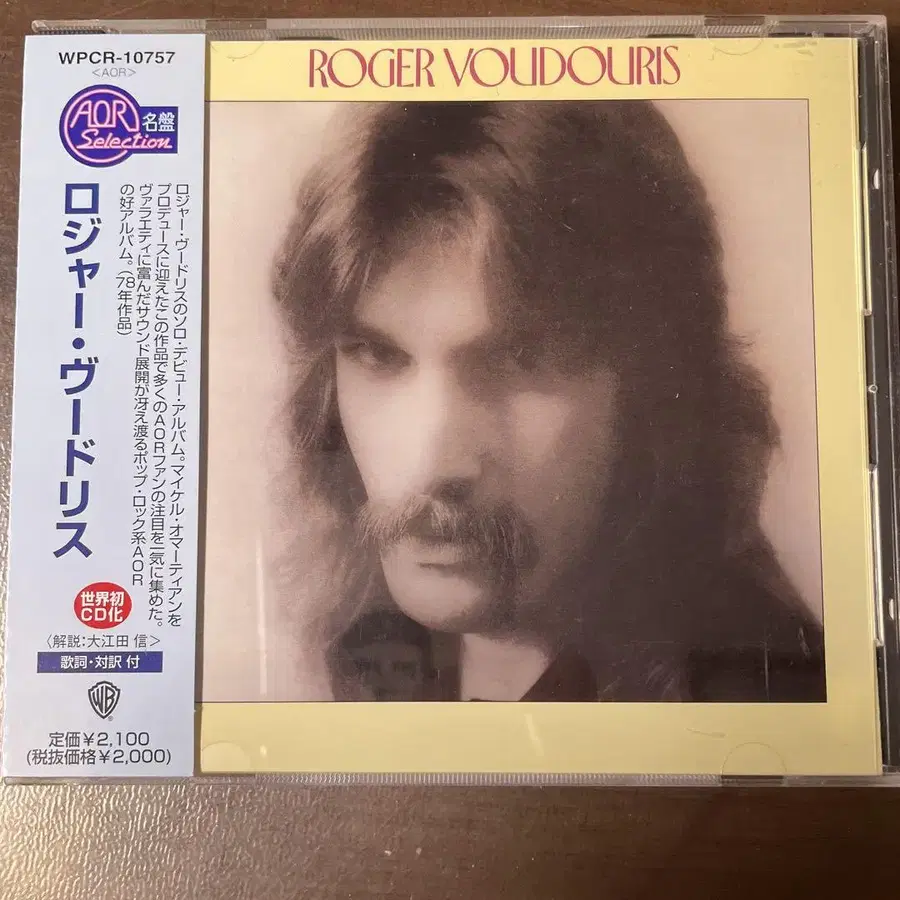 WPCR-10757
<AOR>
AOR名盤
Selection
ロジャー・ヴードリス
ロジャー・ヴードリスのソロ・デビュー・アルバム。マイケル・オマーティアンを
プロデュースに迎えたこの作品で多くのAORファンの注目を一気に集めた。
ヴァラエティに富んだサウンド展開が冴え渡るポップ・ロック系AOR
の好アルバム。(78年作品)
世界初
CD化
〈解説:大江田 信〉
歌詞・対訳 付
WB
定価¥2,100
(税抜価格¥2,000)
ROGER VOUDOURIS